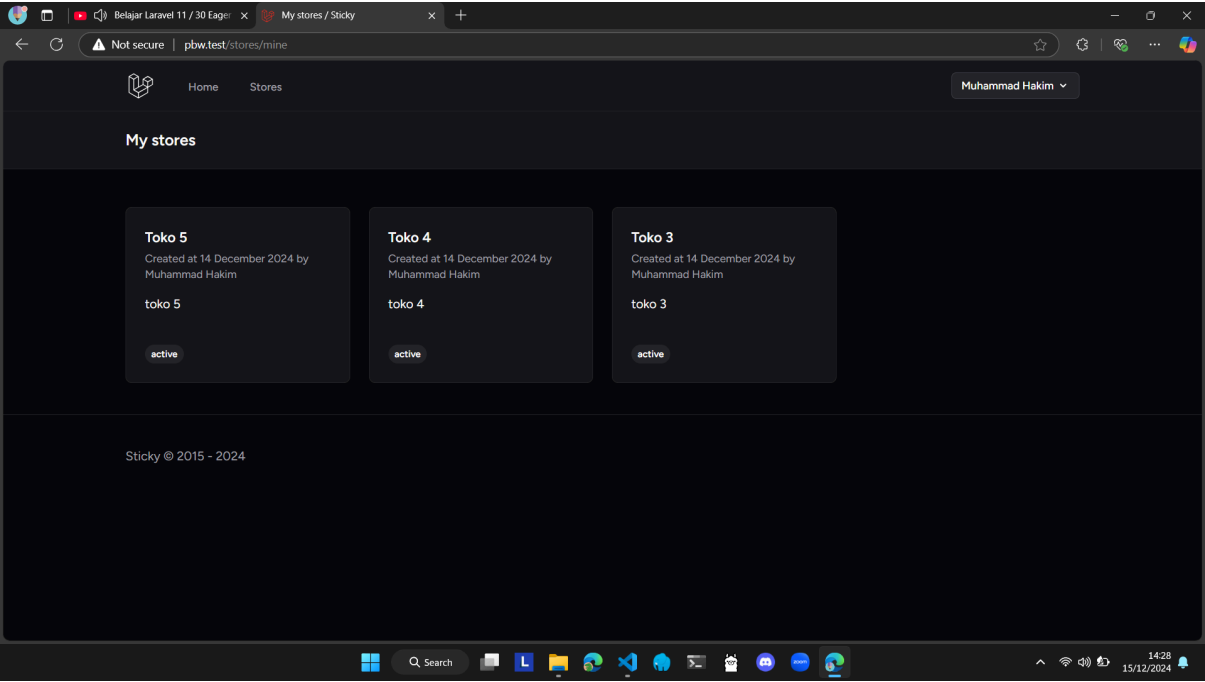 Belajar Laravel 11 / 30 Eager
My stores / Sticky
Not secure
pbw.test/stores/mine
Home
Stores
Muhammad Hakim
My stores
Toko 5
Created at 14 December 2024 by
Muhammad Hakim
toko 5
active
Toko 4
Created at 14 December 2024 by
Muhammad Hakim
toko 4
active
Toko 3
Created at 14 December 2024 by
Muhammad Hakim
toko 3
active
Sticky © 2015 - 2024
Search
L
zoom
14:28
15/12/2024